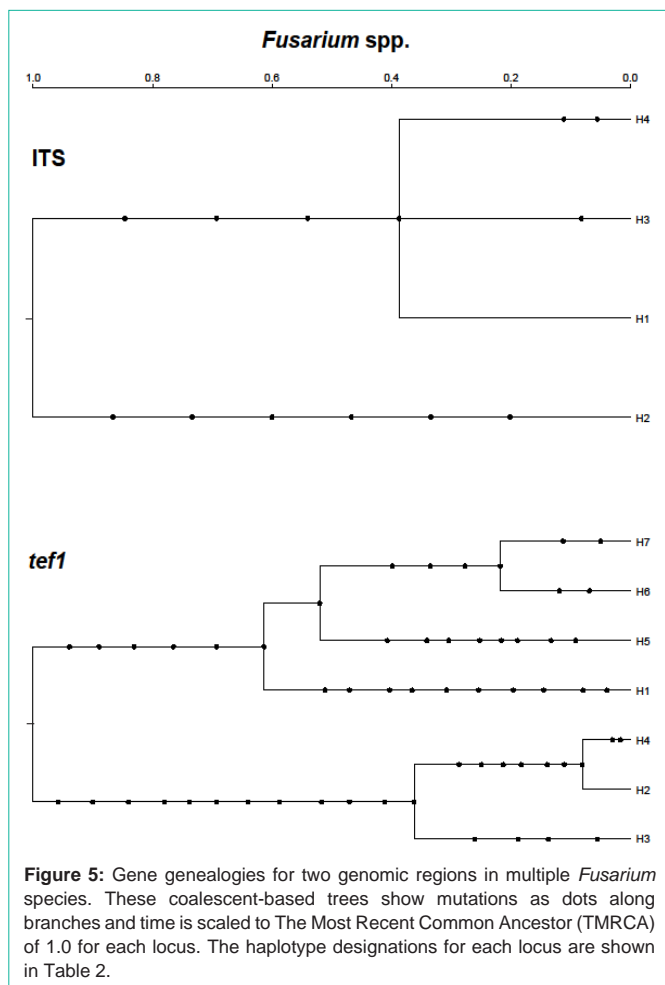 Fusarium spp.
1.0 0.8 0.6 0.4 0.2 0.0
ITS
H4
H3
H1
H2
tef1
H7
H6
H5
H1
H4
H2
H3
Figure 5: Gene genealogies for two genomic regions in multiple Fusarium
species. These coalescent-based trees show mutations as dots along
branches and time is scaled to The Most Recent Common Ancestor (TMRCA)
of 1.0 for each locus. The haplotype designations for each locus are shown
in Table 2.